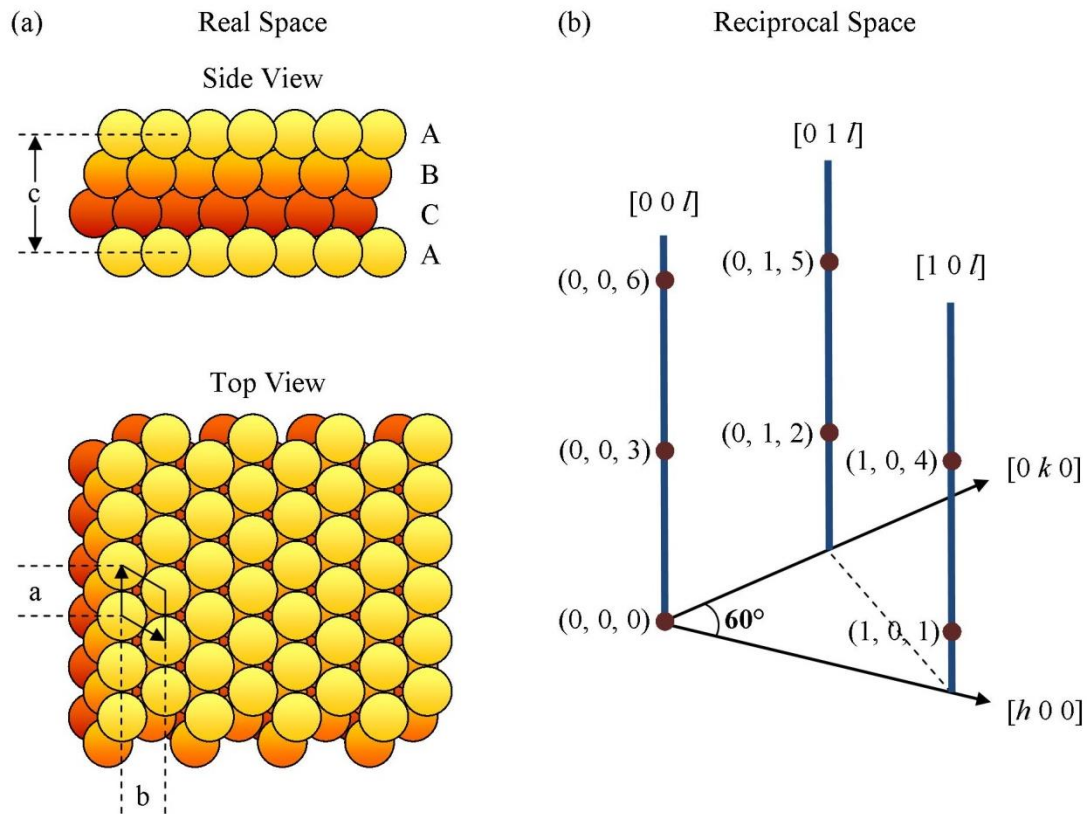 (a) Real Space
Side View
A
B
C
A
c
Top View
a
b
(b) Reciprocal Space
[0 0 l]
[0 1 l]
[1 0 l]
(0, 0, 6)
(0, 1, 5)
(0, 0, 3)
(0, 1, 2)
(1, 0, 4)
[0 k 0]
(0, 0, 0)
60°
(1, 0, 1)
[h 0 0]